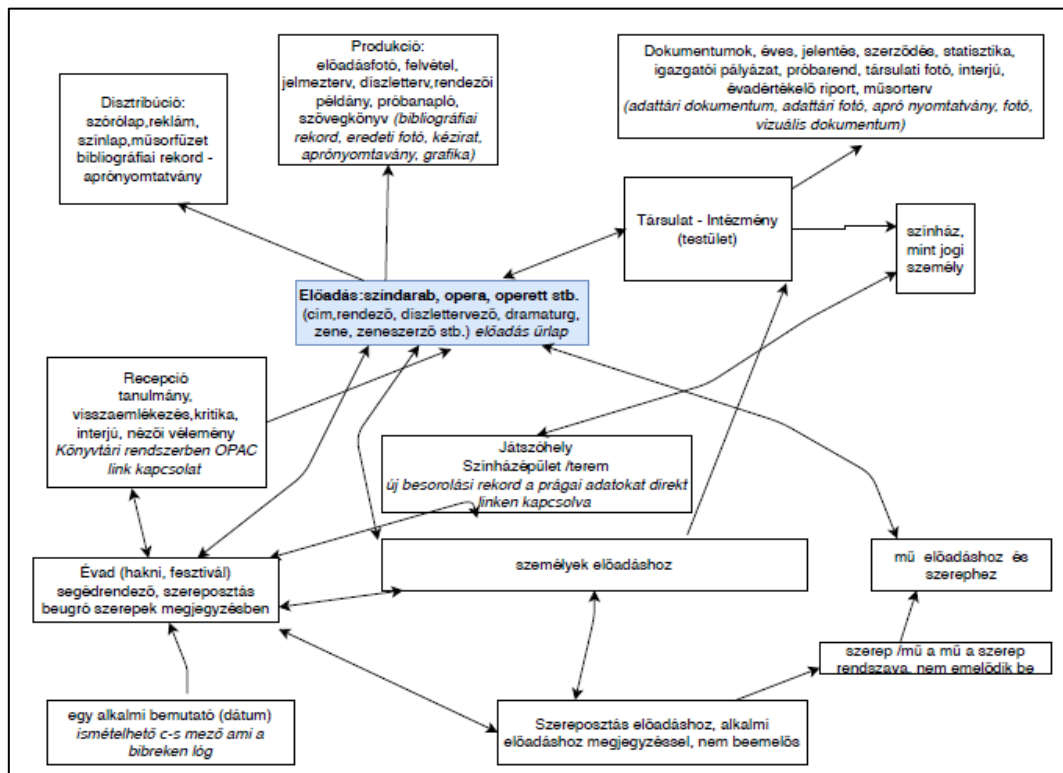 Produkció:
előadásfotó, felvétel,
jelmezterv, díszletterv,rendezői
példány, próbanapló,
szövegkönyv (bibliográfiai
rekord, eredeti fotó, kézirat,
aprónyomtavány, grafika)
Dokumentumok, éves, jelentés, szerződés, statisztika,
igazgatói pályázat, próbarend, társulati fotó, interjú,
évadértékelő riport, műsorterv
(adattári dokumentum, adattári fotó, apró nyomtatvány, fotó,
vizuális dokumentum)
Disztribúció:
szórólap,reklám,
színlap,műsorfüzet
bibliográfiai rekord -
aprónyomtatvány
Társulat - Intézmény
(testület)
színház,
mint jogi
személy
Előadás:színdarab, opera, operett stb.
(cím,rendező, díszlettervező, dramaturg,
zene, zeneszerző stb.) előadás űrlap
Recepció
tanulmány,
visszaemlékezés,kritika,
interjú, nézői vélemény
Könyvtári rendszerben OPAC
link kapcsolat
Játszóhely
Színházépület /terem
új besorolási rekord a prágai adatokat direkt
linken kapcsolva
Évad (hakni, fesztivál)
segédrendező, szereposztás
beugró szerepek megjegyzésben
személyek előadáshoz
mű előadáshoz és
szerephez
szerep /mű a mű a szerep
rendszava, nem emelődik be
egy alkalmi bemutató (dátum)
ismételhető c-s mező ami a
bibreken lóg
Szereposztás előadáshoz, alkalmi
előadáshoz megjegyzéssel, nem beemelős